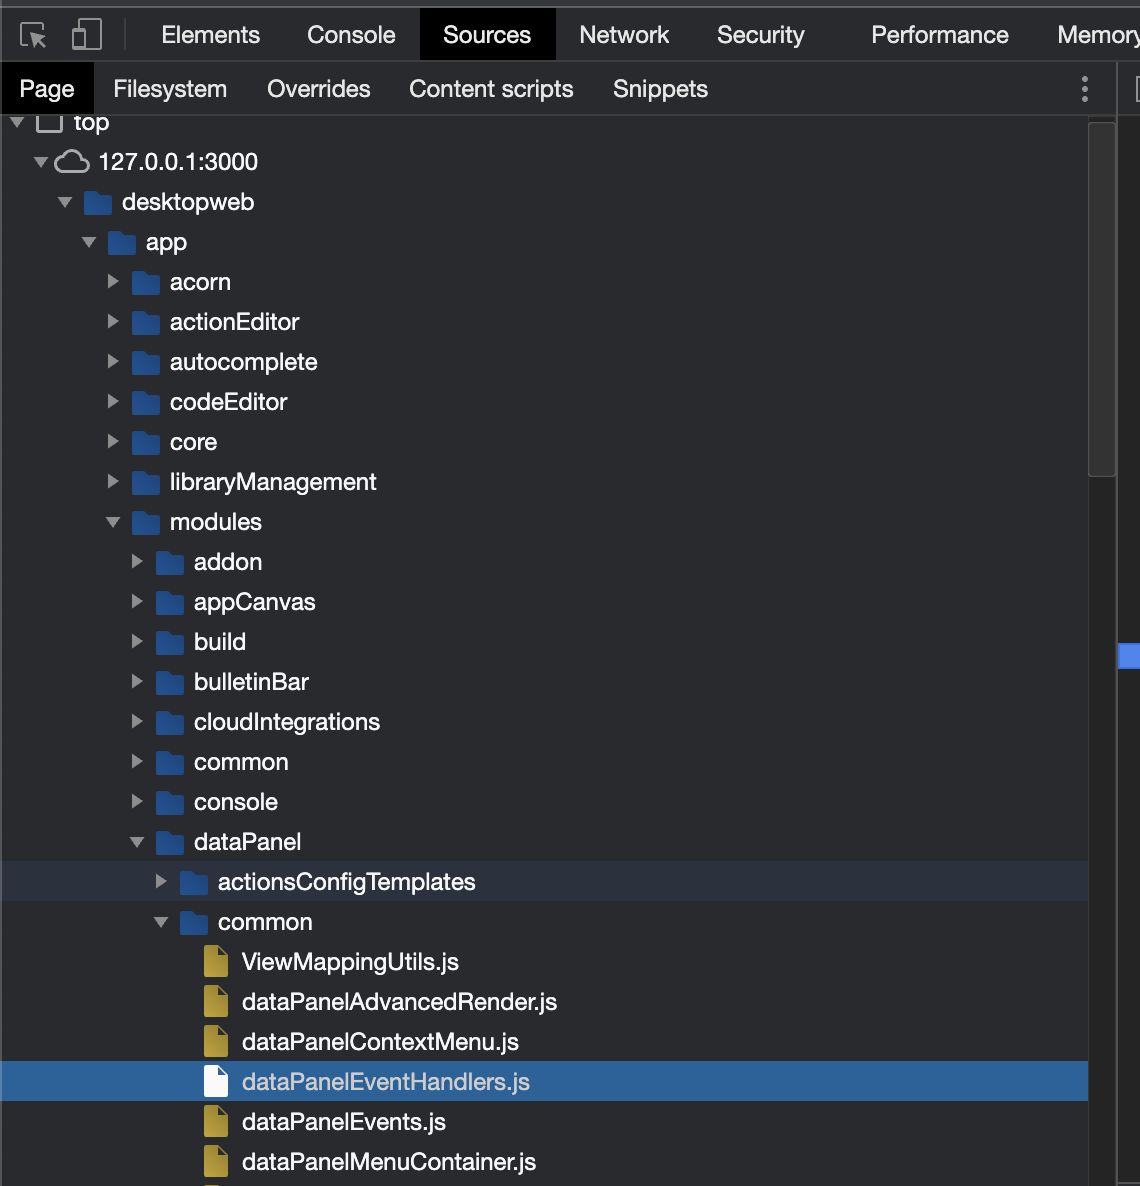 Elements Console Sources Network Security Performance Memory
Page Filesystem Overrides Content scripts Snippets
top
127.0.0.1:3000
desktopweb
app
acorn
actionEditor
autocomplete
codeEditor
core
libraryManagement
modules
addon
appCanvas
build
bulletinBar
cloudIntegrations
common
console
dataPanel
actionsConfigTemplates
common
ViewMappingUtils.js
dataPanelAdvancedRender.js
dataPanelContextMenu.js
dataPanelEventHandlers.js
dataPanelEvents.js
dataPanelMenuContainer.js